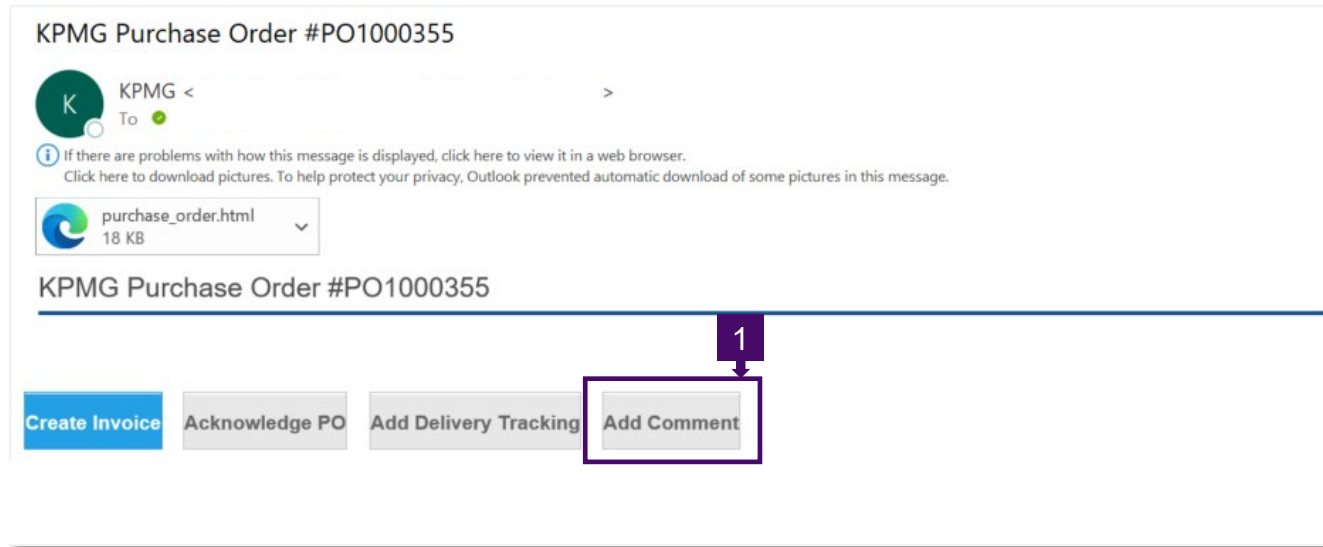 KPMG Purchase Order #PO1000355
K
KPMG < >
To
If there are problems with how this message is displayed, click here to view it in a web browser.
Click here to download pictures. To help protect your privacy, Outlook prevented automatic download of some pictures in this message.
purchase_order.html
18 KB
KPMG Purchase Order #PO1000355
1
Create Invoice Acknowledge PO Add Delivery Tracking Add Comment